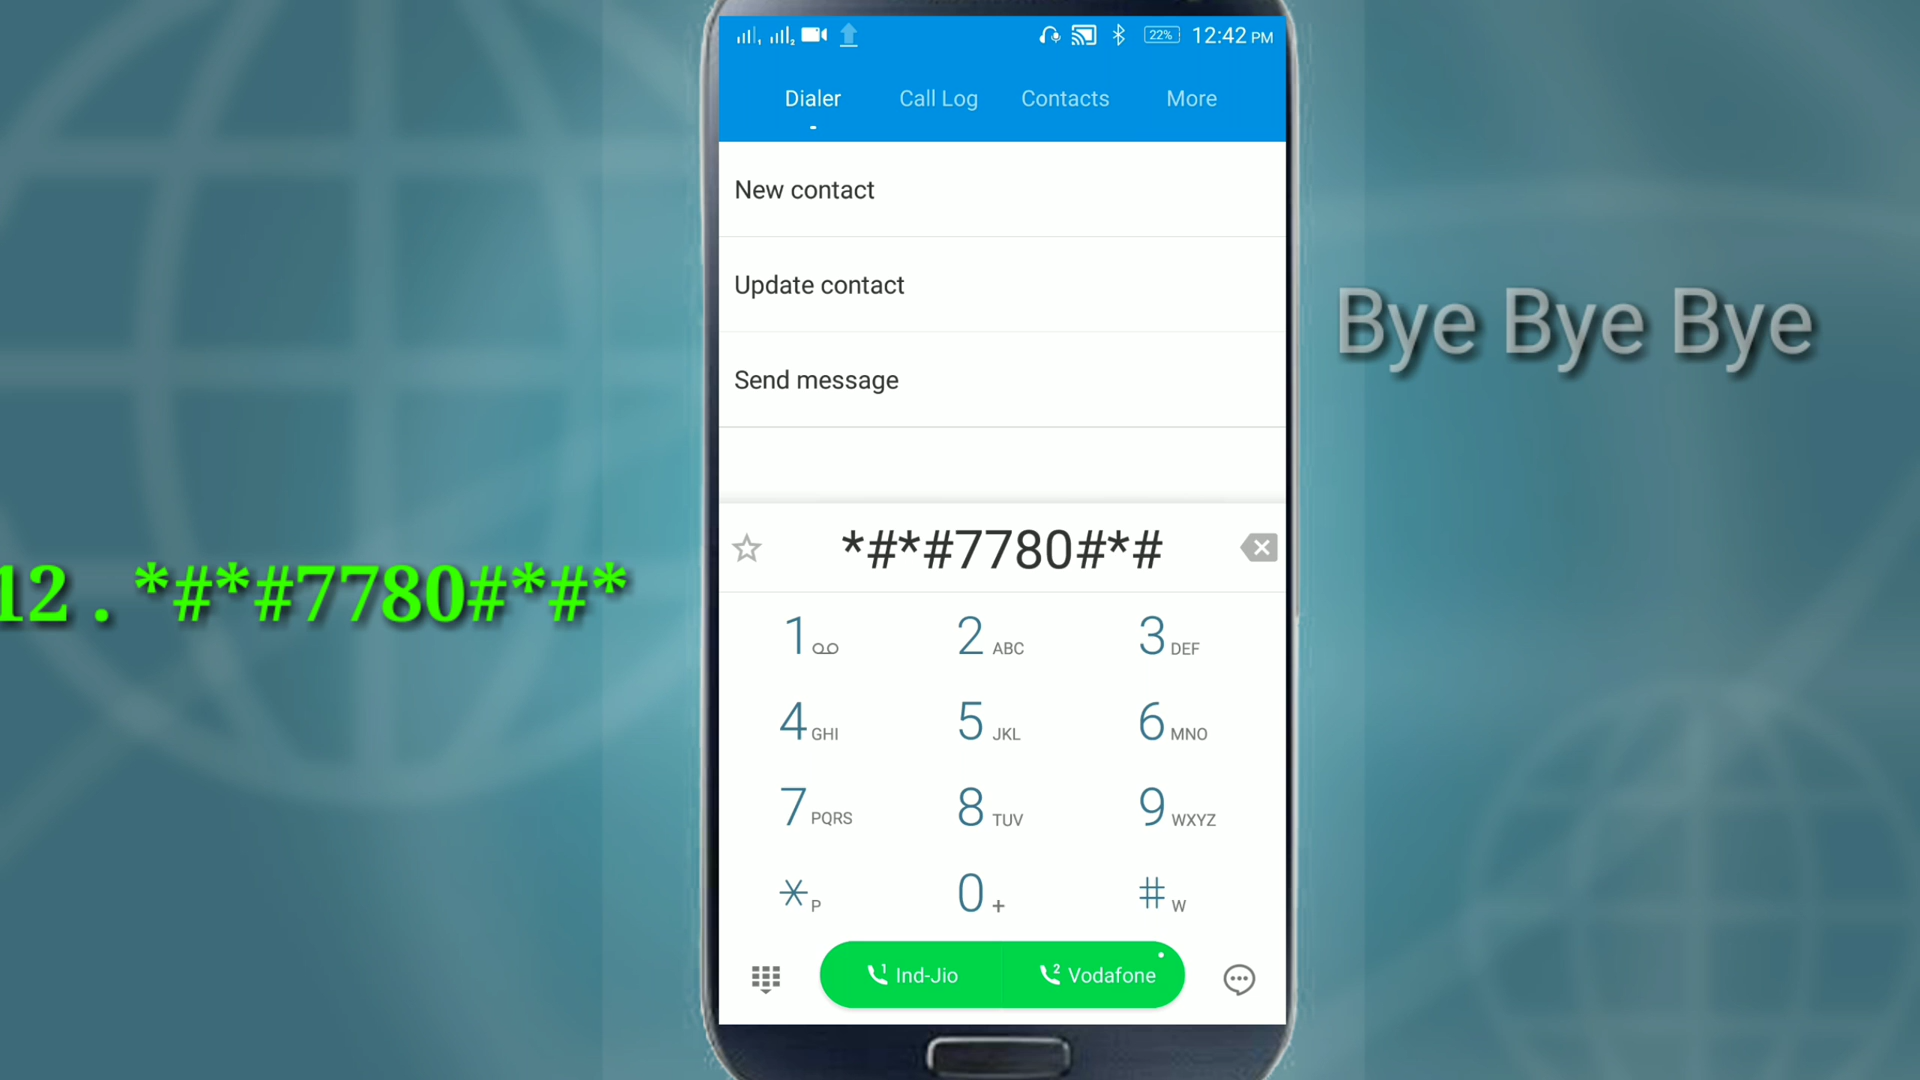 22% 12:42 PM
Dialer Call Log Contacts More
New contact
Update contact
Send message
Bye Bye Bye
*#*#7780#*#
12 . *#*#7780#*#*
1 2 ABC 3 DEF
4 GHI 5 JKL 6 MNO
7 PQRS 8 TUV 9 WXYZ
* P 0 + # W
1 Ind-Jio 2 Vodafone